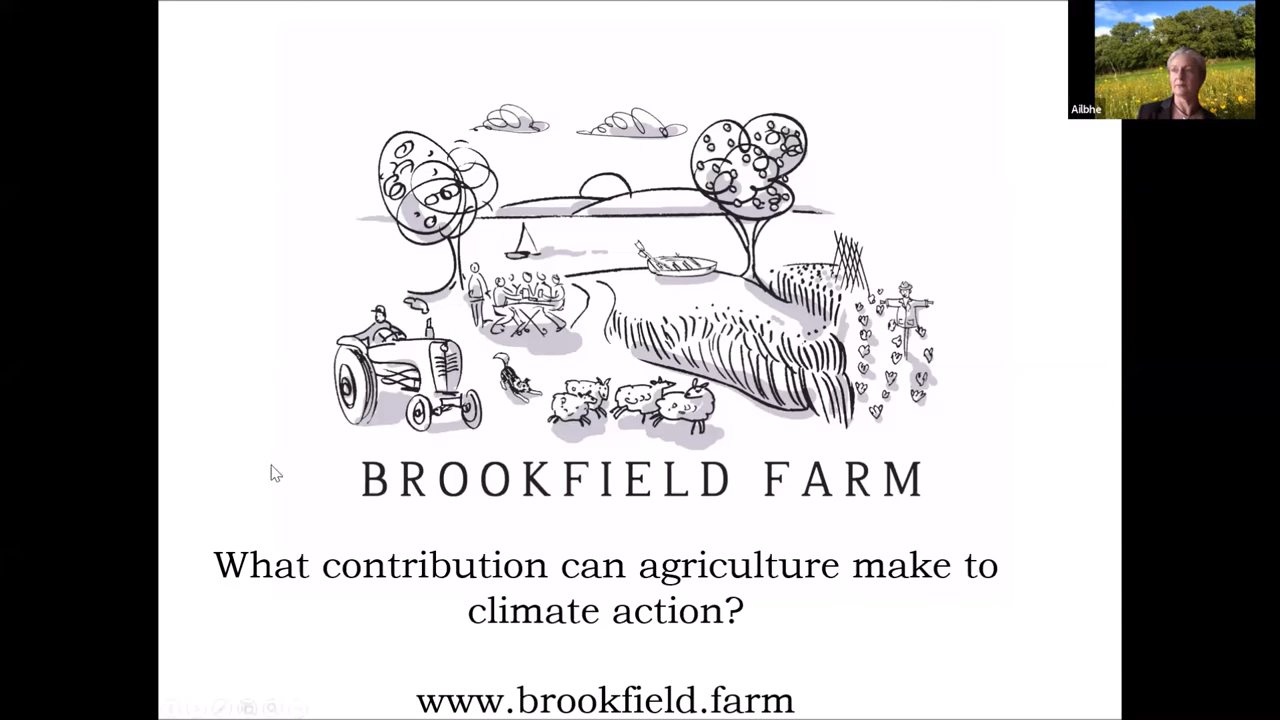 Ailbhe
BROOKFIELD FARM
What contribution can agriculture make to
climate action?
www.brookfield.farm